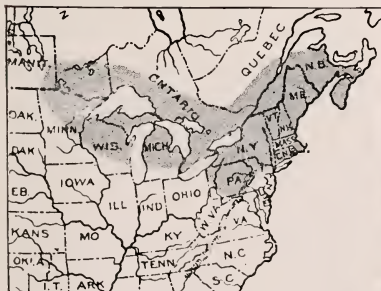 QUEBEC
ONTARIO
MANIT.
N.B.
ME.
DAK.
MINN.
VT.
N.H.
WIS.
MICH.
N.Y.
MASS
DAK.
IOWA
PA.
EB.
ILL
IND
OHIO
W.VA.
VA.
KANS
MO
KY
OKLA
TENN.
N.C
I.T.
ARK
S.C.